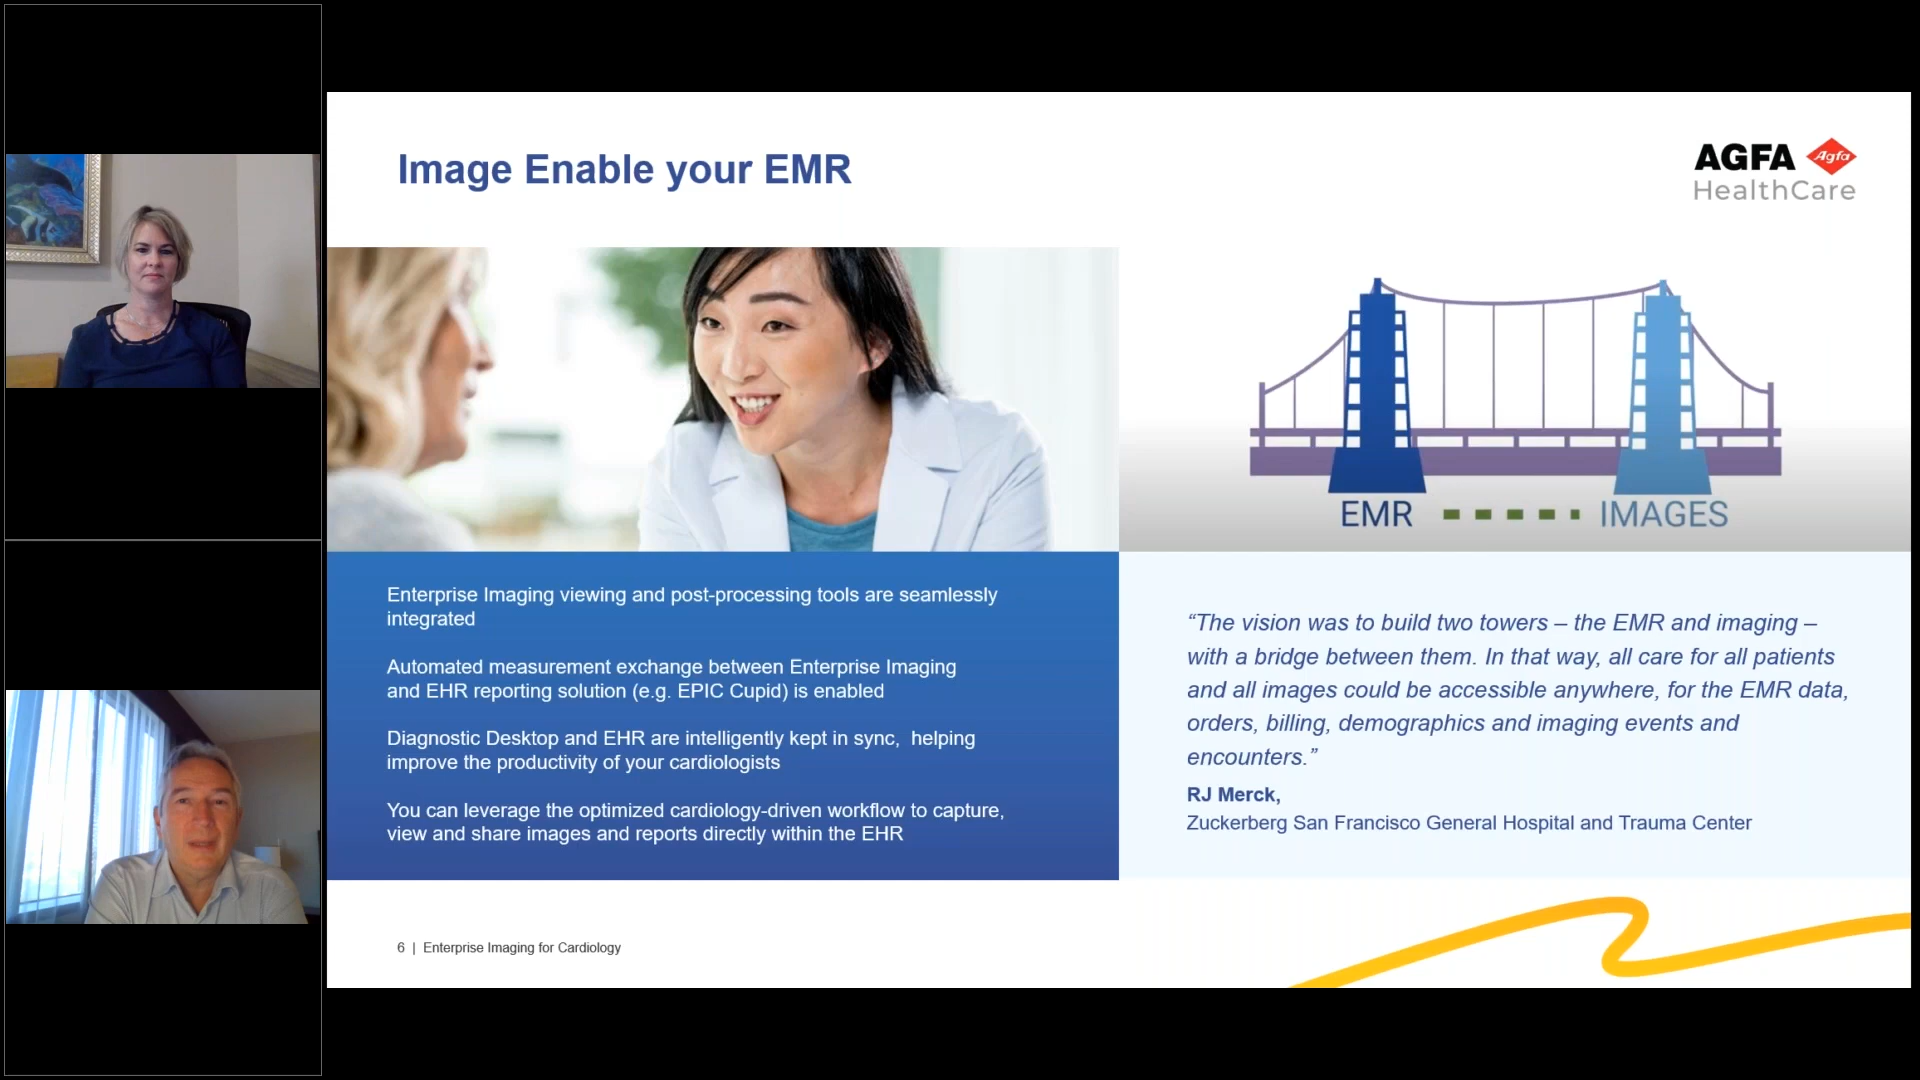 Image Enable your EMR
AGFA Agfa
HealthCare
EMR IMAGES
Enterprise Imaging viewing and post-processing tools are seamlessly
integrated
Automated measurement exchange between Enterprise Imaging
and EHR reporting solution (e.g. EPIC Cupid) is enabled
Diagnostic Desktop and EHR are intelligently kept in sync,  helping
improve the productivity of your cardiologists
You can leverage the optimized cardiology-driven workflow to capture,
view and share images and reports directly within the EHR
“The vision was to build two towers – the EMR and imaging –
with a bridge between them. In that way, all care for all patients
and all images could be accessible anywhere, for the EMR data,
orders, billing, demographics and imaging events and
encounters.”
RJ Merck,
Zuckerberg San Francisco General Hospital and Trauma Center
6 | Enterprise Imaging for Cardiology